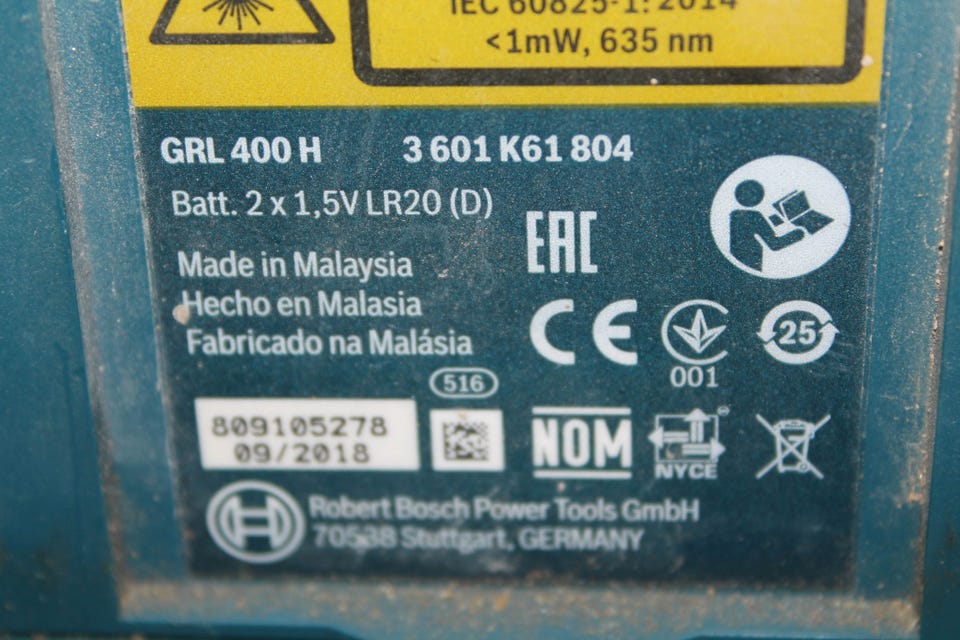 IEC 60825-1: 2014
<1mW, 635 nm
GRL 400 H 3 601 K61 804
Batt. 2 x 1,5V LR20 (D)
EAC
Made in Malaysia
Hecho en Malasia
Fabricado na Malásia
CE
25
001
516
809105278
09/2018
NOM
NYCE
Robert Bosch Power Tools GmbH
70538 Stuttgart, GERMANY